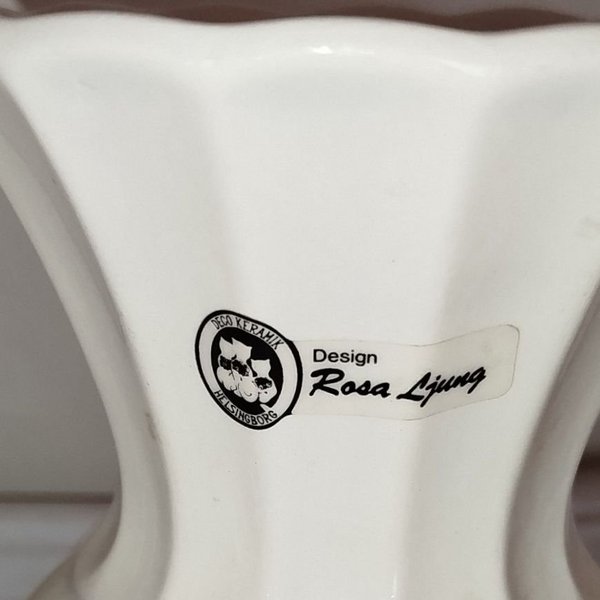 DECO KERAMIK
HELSINGBORG
Design
Rosa Ljung